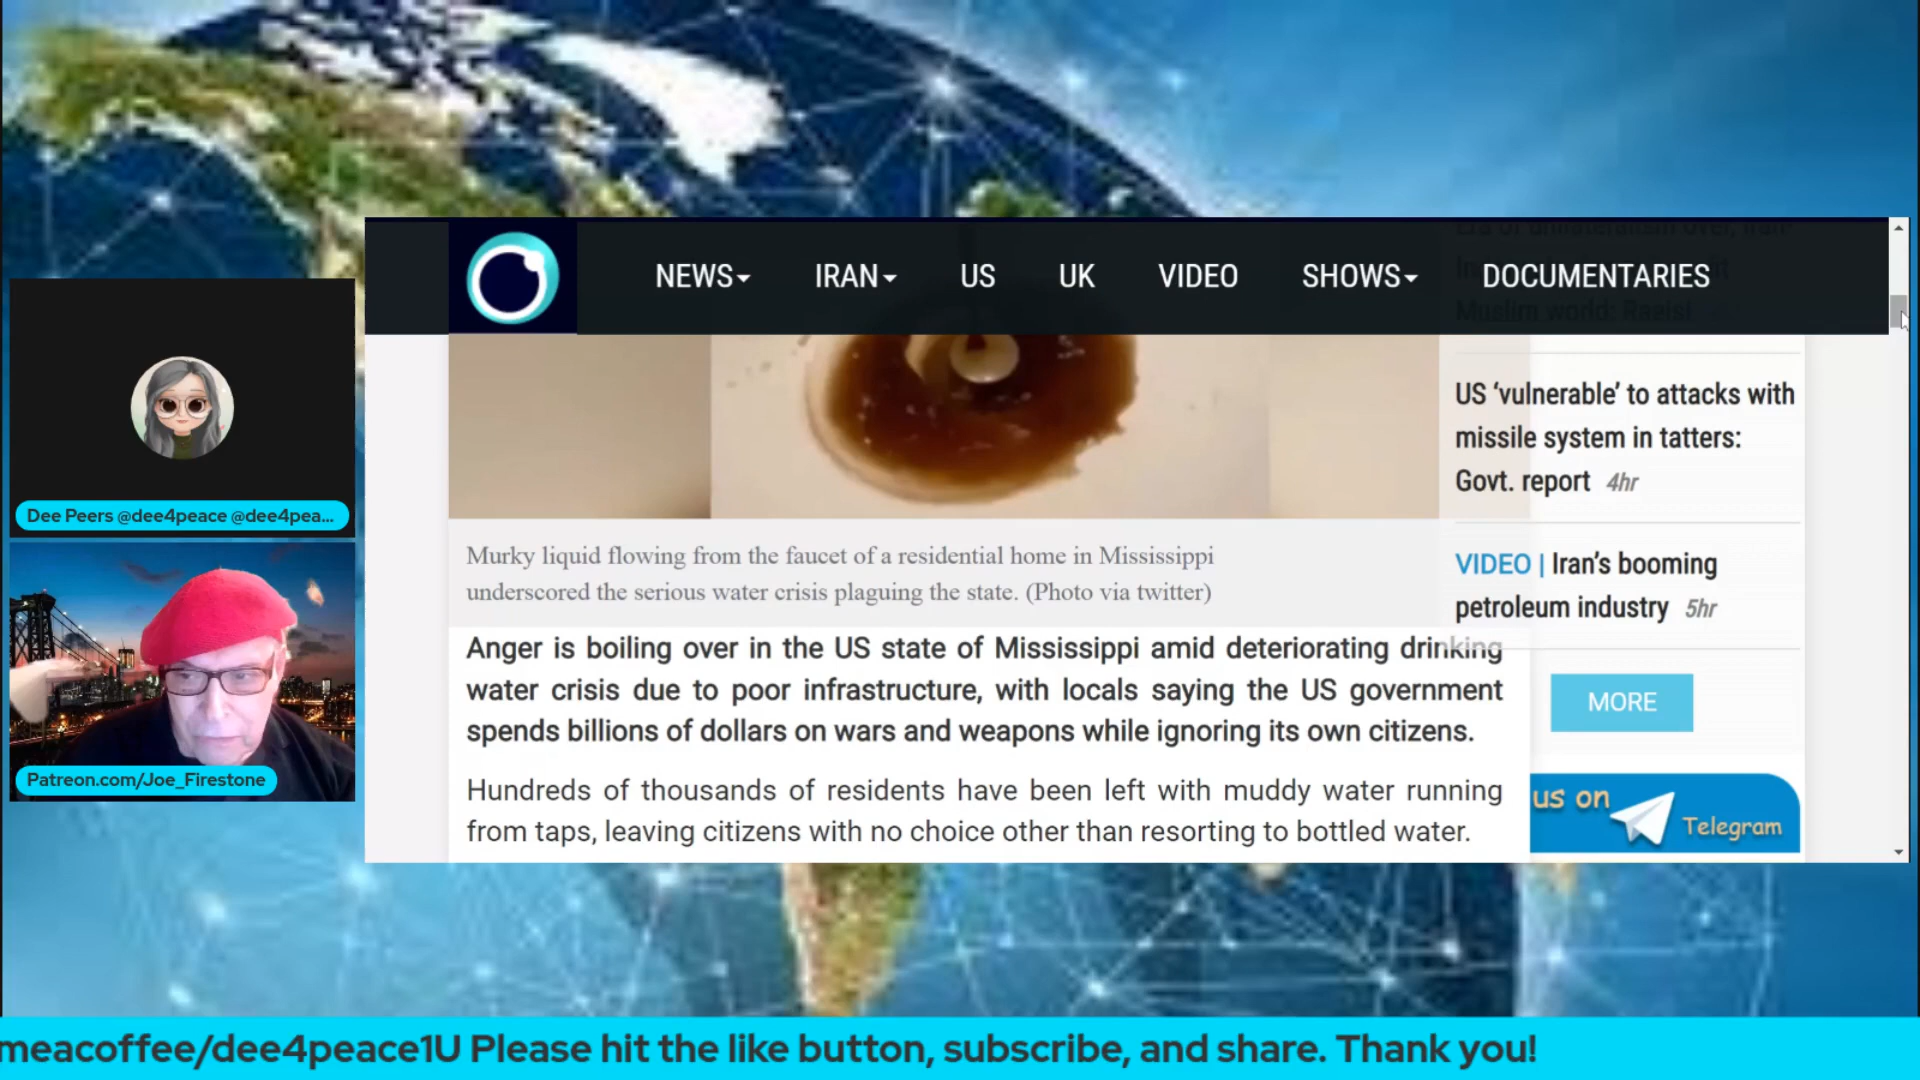 NEWS IRAN US UK VIDEO SHOWS DOCUMENTARIES
Muslim world: Raeisi
US ‘vulnerable’ to attacks with
missile system in tatters:
Govt. report 4hr
VIDEO | Iran’s booming
petroleum industry 5hr
MORE
us on
Telegram
Murky liquid flowing from the faucet of a residential home in Mississippi
underscored the serious water crisis plaguing the state. (Photo via twitter)
Anger is boiling over in the US state of Mississippi amid deteriorating drinking
water crisis due to poor infrastructure, with locals saying the US government
spends billions of dollars on wars and weapons while ignoring its own citizens.
Hundreds of thousands of residents have been left with muddy water running
from taps, leaving citizens with no choice other than resorting to bottled water.
Dee Peers @dee4peace @dee4pea...
Patreon.com/Joe_Firestone
meacoffee/dee4peace1U Please hit the like button, subscribe, and share. Thank you!